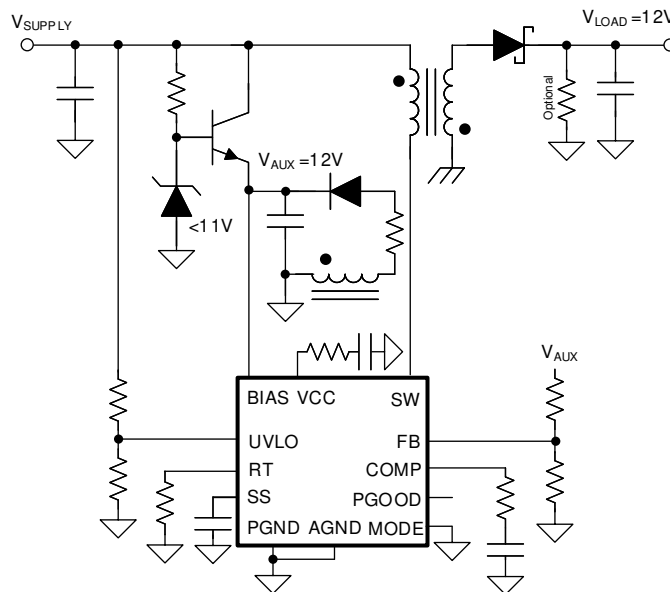 VSUPPLY
VLOAD =12V
Optional
VAUX =12V
<11V
VAUX
BIAS VCC SW
UVLO FB
RT COMP
SS PGOOD
PGND AGND MODE